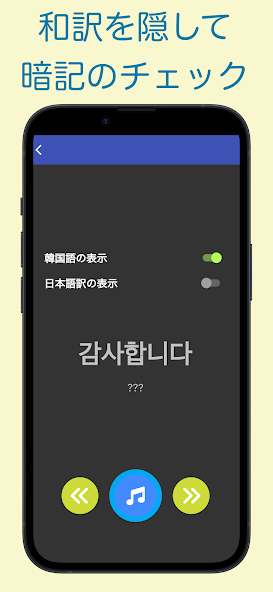 和訳を隠して
暗記のチェック
韓国語の表示
日本語訳の表示
감사합니다
???